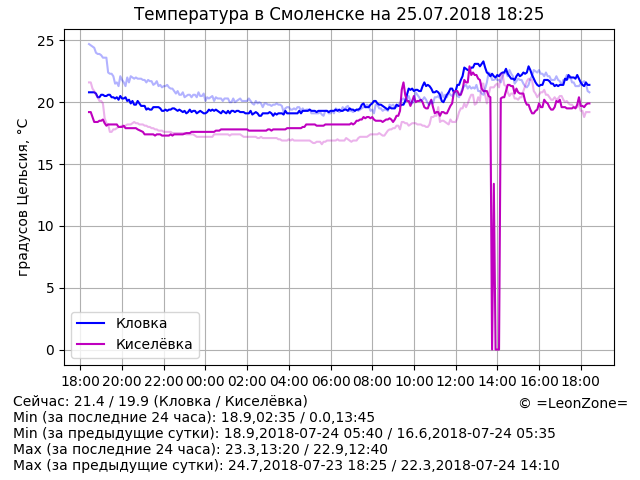 Температура в Смоленске на 25.07.2018 18:25
градусов Цельсия, °C
25
20
15
10
5
0
Кловка
Киселёвка
18:00 20:00 22:00 00:00 02:00 04:00 06:00 08:00 10:00 12:00 14:00 16:00 18:00
Сейчас: 21.4 / 19.9 (Кловка / Киселёвка)
© =LeonZone=
Min (за последние 24 часа): 18.9,02:35 / 0.0,13:45
Min (за предыдущие сутки): 18.9,2018-07-24 05:40 / 16.6,2018-07-24 05:35
Max (за последние 24 часа): 23.3,13:20 / 22.9,12:40
Max (за предыдущие сутки): 24.7,2018-07-23 18:25 / 22.3,2018-07-24 14:10